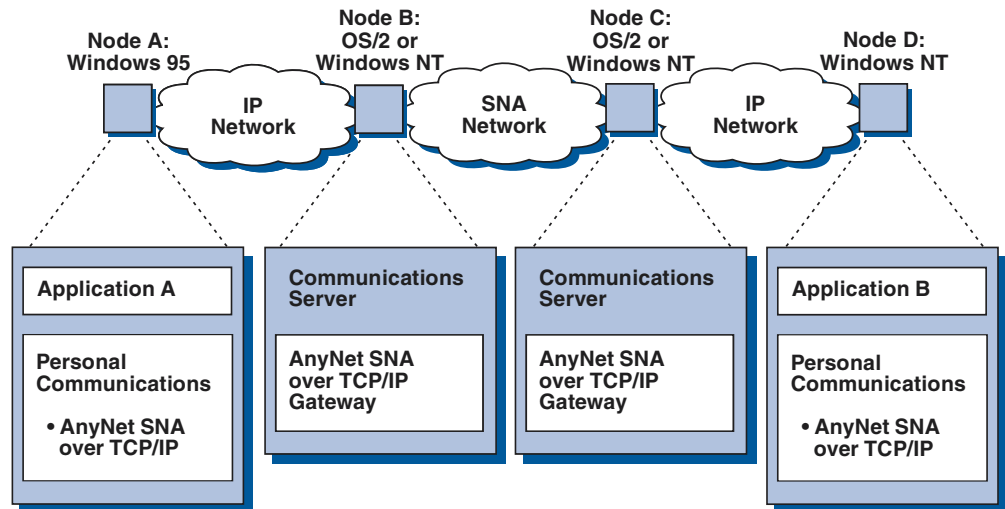 Node A:
Windows 95
Node B:
OS/2 or
Windows NT
Node C:
OS/2 or
Windows NT
Node D:
Windows NT
IP
Network
SNA
Network
IP
Network
Application A
Personal
Communications
• AnyNet SNA
over TCP/IP
Communications
Server
AnyNet SNA
over TCP/IP
Gateway
Communications
Server
AnyNet SNA
over TCP/IP
Gateway
Application B
Personal
Communications
• AnyNet SNA
over TCP/IP